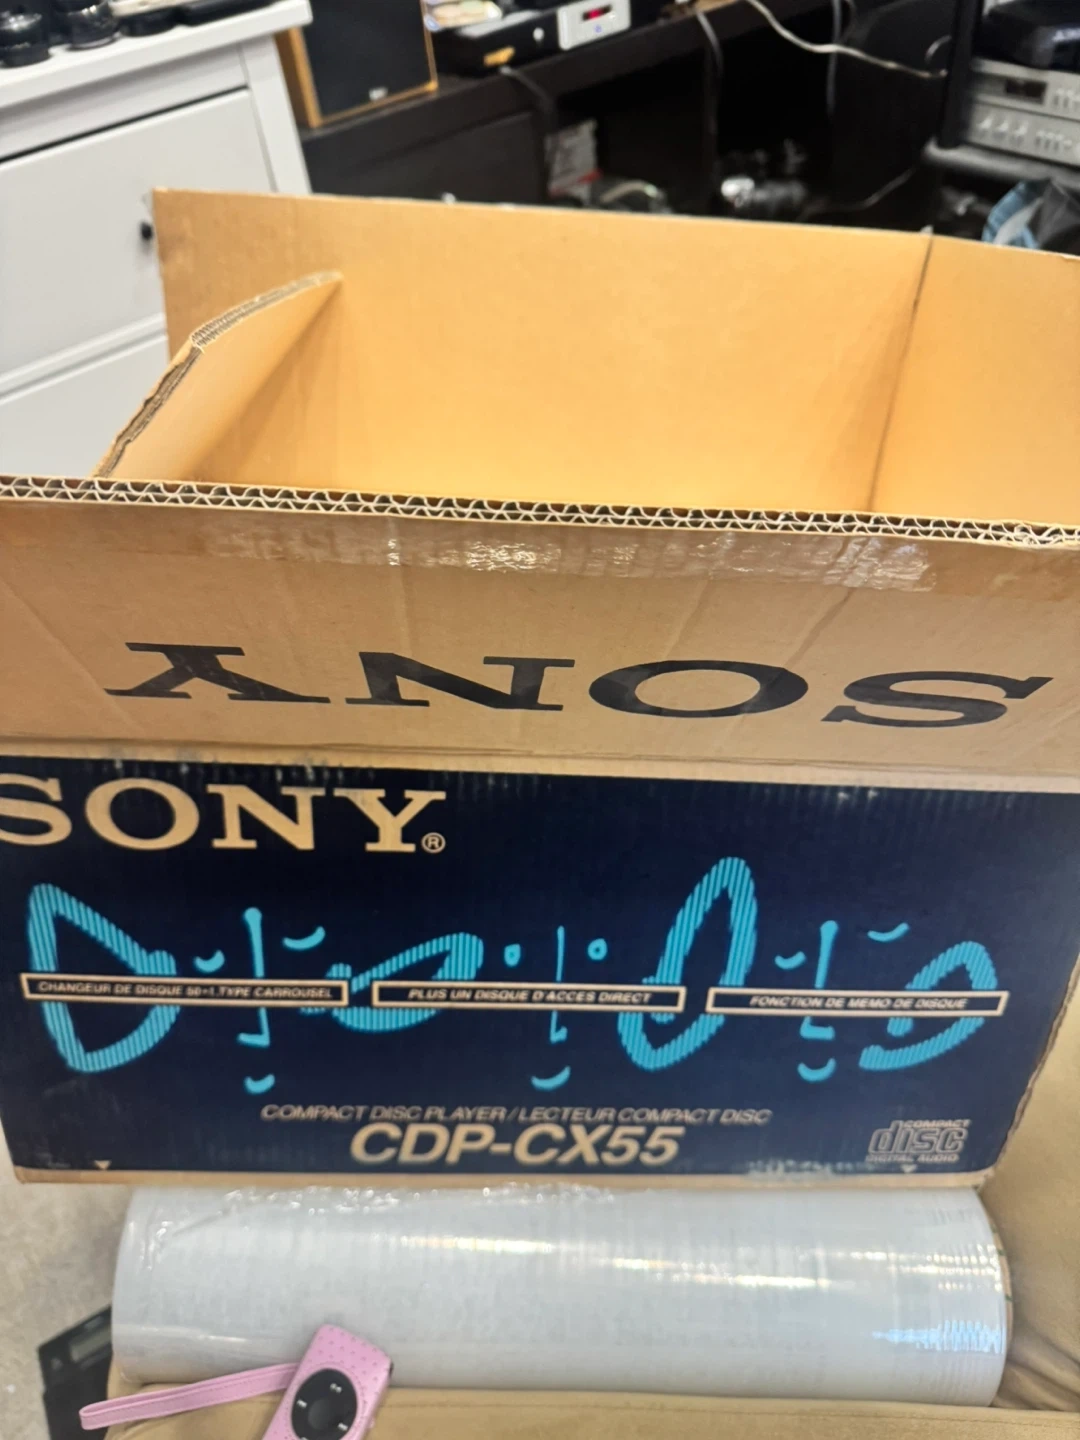 SONY
SONY®
CHANGEUR DE DISQUE 50+1, TYPE CARROUSEL
PLUS UN DISQUE D'ACCES DIRECT
FONCTION DE MEMO DE DISQUE
COMPACT DISC PLAYER / LECTEUR COMPACT DISC
CDP-CX55
COMPACT
disc
DIGITAL AUDIO